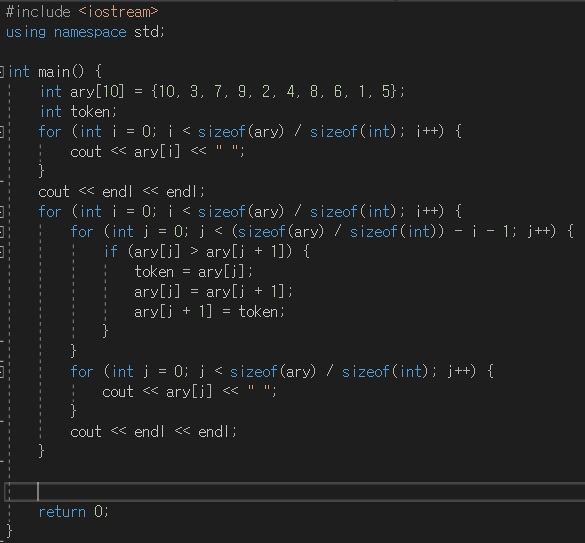 #include <iostream>
using namespace std;
int main() {
int ary[10] = {10, 3, 7, 9, 2, 4, 8, 6, 1, 5};
int token;
for (int i = 0; i < sizeof(ary) / sizeof(int); i++) {
cout << ary[i] << " ";
}
cout << endl << endl;
for (int i = 0; i < sizeof(ary) / sizeof(int); i++) {
for (int j = 0; j < (sizeof(ary) / sizeof(int)) - i - 1; j++) {
if (ary[j] > ary[j + 1]) {
token = ary[j];
ary[j] = ary[j + 1];
ary[j + 1] = token;
}
}
for (int j = 0; j < sizeof(ary) / sizeof(int); j++) {
cout << ary[j] << " ";
}
cout << endl << endl;
}
return 0;
}